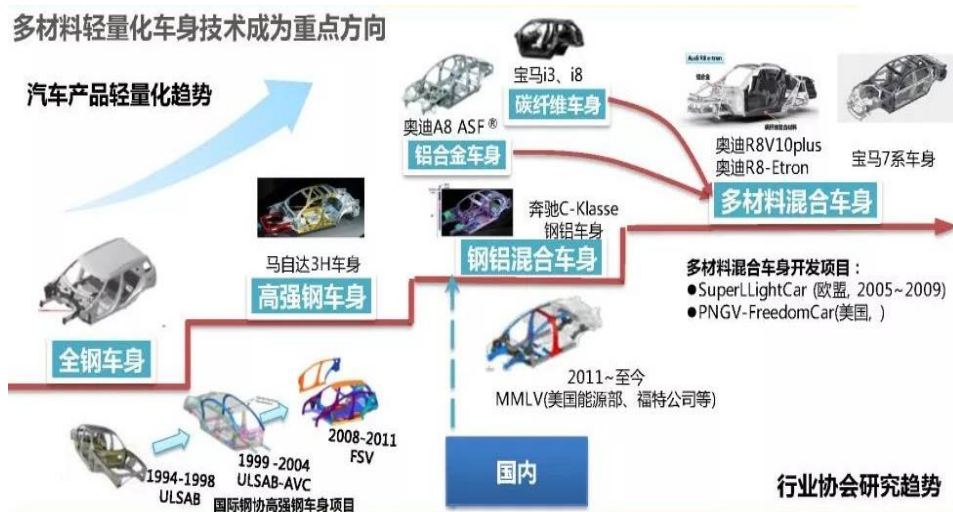 多材料轻量化车身技术成为重点方向
汽车产品轻量化趋势
宝马i3、i8
碳纤维车身
奥迪A8 ASF®
铝合金车身
铝合金
奥迪R8V10plus
奥迪R8-Etron
宝马7系车身
多材料混合车身
奔驰C-Klasse
钢铝车身
钢铝混合车身
马自达3H车身
高强钢车身
全钢车身
多材料混合车身开发项目：
●SuperLLightCar (欧盟, 2005~2009)
●PNGV-FreedomCar(美国, )
2011~至今
MMLV(美国能源部、福特公司等)
1994-1998
ULSAB
1999 -2004
ULSAB-AVC
2008-2011
FSV
国际钢协高强钢车身项目
国内
行业协会研究趋势